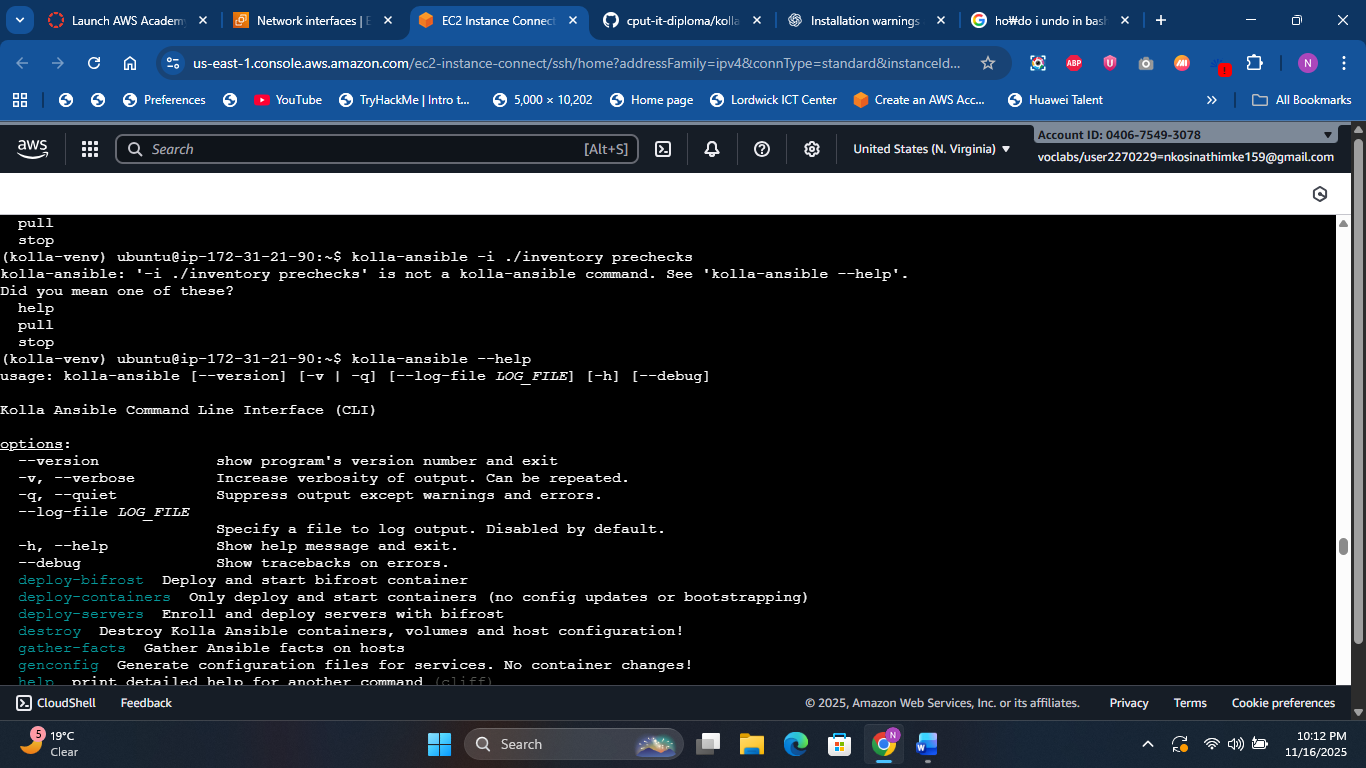 Launch AWS Academy
Network interfaces | E
EC2 Instance Connect
cput-it-diploma/kolla
Installation warnings
ho₩do i undo in bash
us-east-1.console.aws.amazon.com/ec2-instance-connect/ssh/home?addressFamily=ipv4&connType=standard&instanceId...
ABP
U
!
N
Preferences
YouTube
TryHackMe | Intro t...
5,000 × 10,202
Home page
Lordwick ICT Center
Create an AWS Acc...
Huawei Talent
»
All Bookmarks
aws
Search
[Alt+S]
United States (N. Virginia)
Account ID: 0406-7549-3078
voclabs/user2270229=nkosinathimke159@gmail.com
pull
stop
(kolla-venv) ubuntu@ip-172-31-21-90:~$ kolla-ansible -i ./inventory prechecks
kolla-ansible: '-i ./inventory prechecks' is not a kolla-ansible command. See 'kolla-ansible --help'.
Did you mean one of these?
help
pull
stop
(kolla-venv) ubuntu@ip-172-31-21-90:~$ kolla-ansible --help
usage: kolla-ansible [--version] [-v | -q] [--log-file LOG_FILE] [-h] [--debug]
Kolla Ansible Command Line Interface (CLI)
options:
--version show program's version number and exit
-v, --verbose Increase verbosity of output. Can be repeated.
-q, --quiet Suppress output except warnings and errors.
--log-file LOG_FILE
Specify a file to log output. Disabled by default.
-h, --help Show help message and exit.
--debug Show tracebacks on errors.
deploy-bifrost Deploy and start bifrost container
deploy-containers Only deploy and start containers (no config updates or bootstrapping)
deploy-servers Enroll and deploy servers with bifrost
destroy Destroy Kolla Ansible containers, volumes and host configuration!
gather-facts Gather Ansible facts on hosts
genconfig Generate configuration files for services. No container changes!
help print detailed help for another command (cliff)
CloudShell
Feedback
© 2025, Amazon Web Services, Inc. or its affiliates.
Privacy
Terms
Cookie preferences
5
19°C
Clear
Search
N
W
10:12 PM
11/16/2025